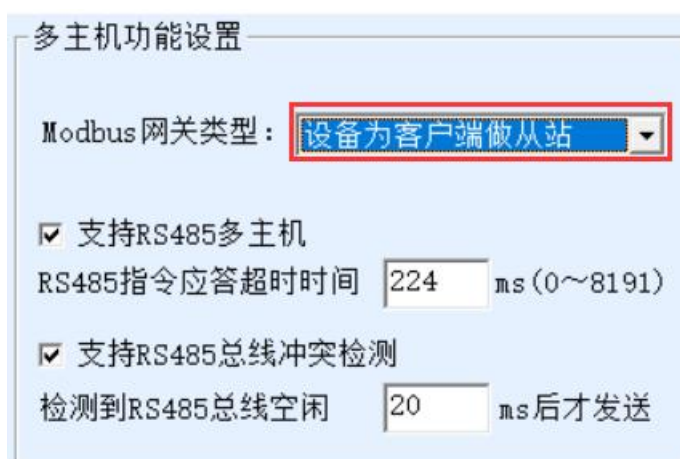 多主机功能设置
Modbus网关类型：设备为客户端做从站
支持RS485多主机
RS485指令应答超时时间 224 ms(0～8191)
支持RS485总线冲突检测
检测到RS485总线空闲 20 ms后才发送